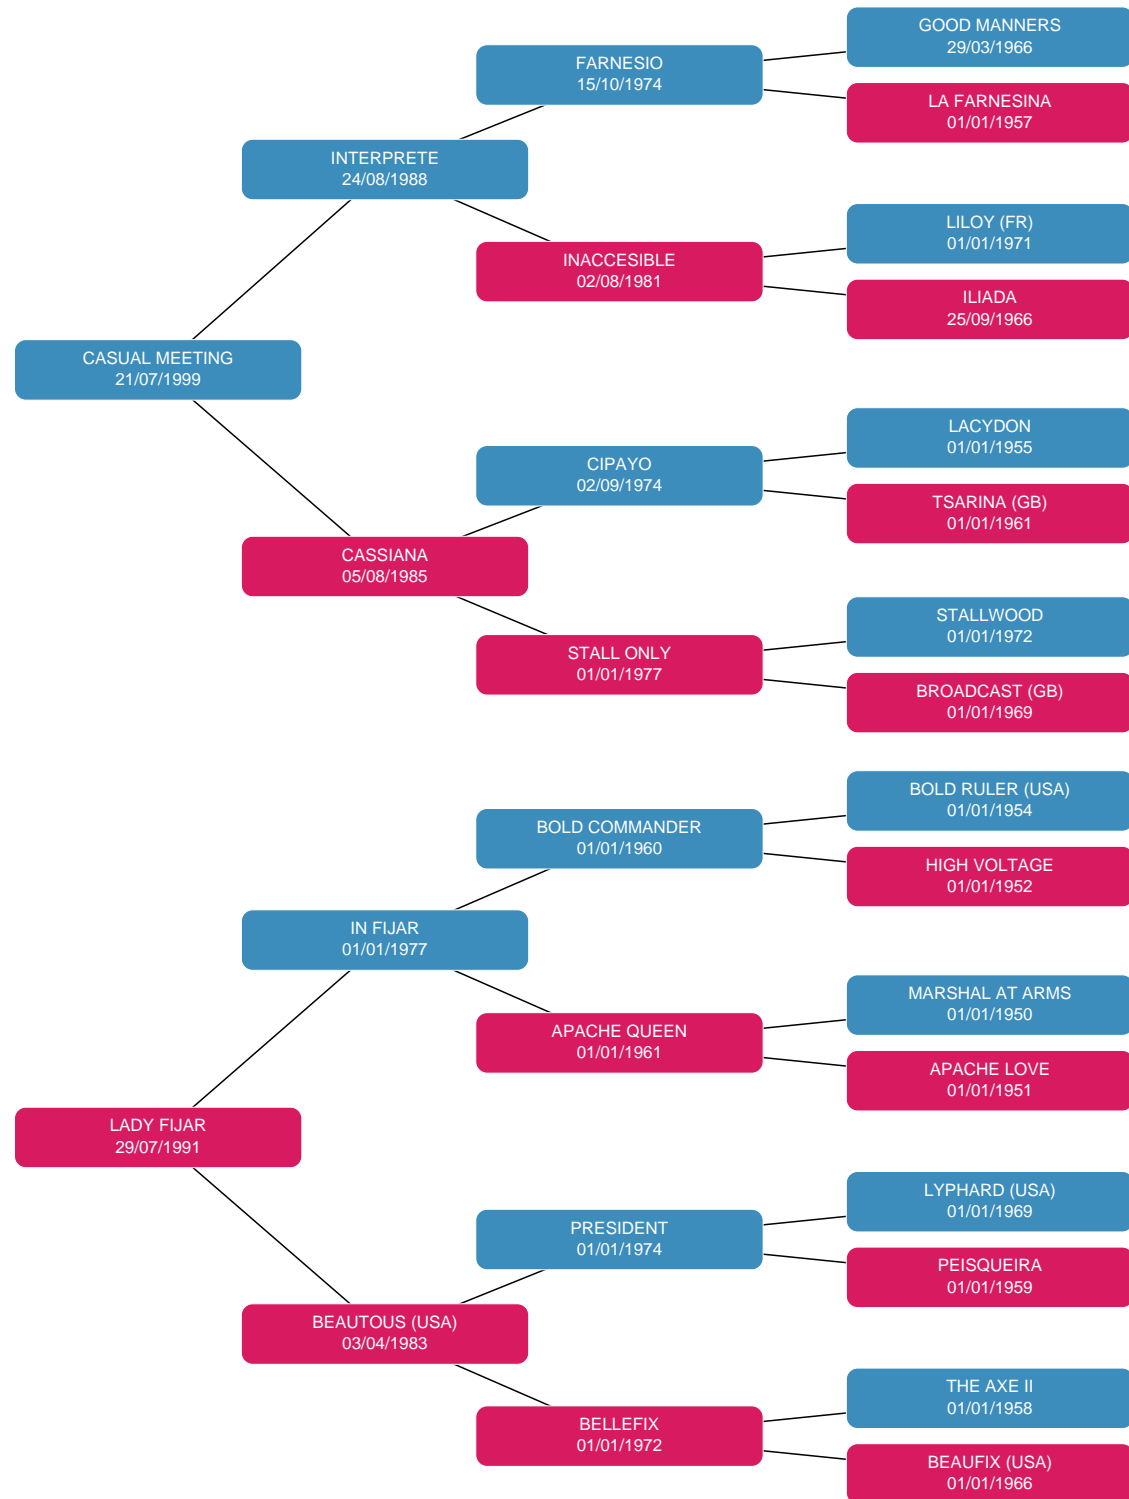 GOOD MANNERS
29/03/1966
FARNESIO
15/10/1974
LA FARNESINA
01/01/1957
INTERPRETE
24/08/1988
LILOY (FR)
01/01/1971
INACCESIBLE
02/08/1981
ILIADA
25/09/1966
CASUAL MEETING
21/07/1999
LACYDON
01/01/1955
CIPAYO
02/09/1974
TSARINA (GB)
01/01/1961
CASSIANA
05/08/1985
STALLWOOD
01/01/1972
STALL ONLY
01/01/1977
BROADCAST (GB)
01/01/1969
BOLD RULER (USA)
01/01/1954
BOLD COMMANDER
01/01/1960
HIGH VOLTAGE
01/01/1952
IN FIJAR
01/01/1977
MARSHAL AT ARMS
01/01/1950
APACHE QUEEN
01/01/1961
APACHE LOVE
01/01/1951
LADY FIJAR
29/07/1991
LYPHARD (USA)
01/01/1969
PRESIDENT
01/01/1974
PEISQUEIRA
01/01/1959
BEAUTOUS (USA)
03/04/1983
THE AXE II
01/01/1958
BELLEFIX
01/01/1972
BEAUFIX (USA)
01/01/1966